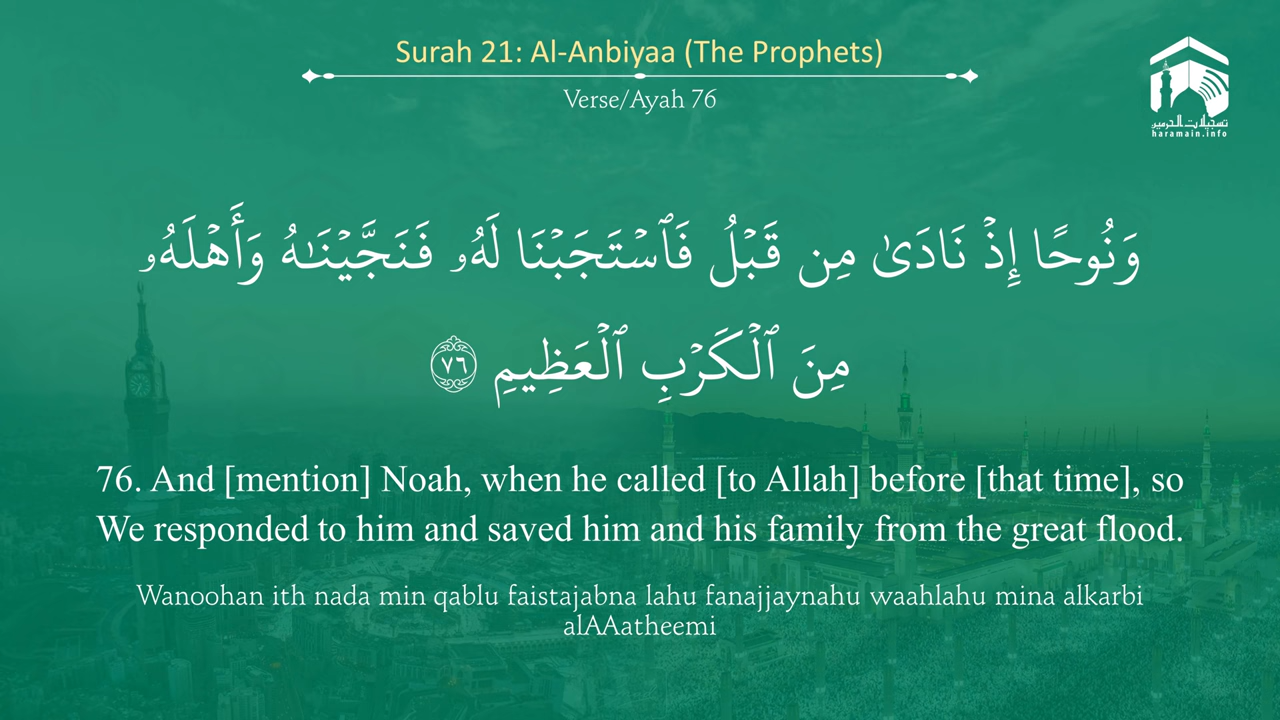 Surah 21: Al-Anbiyaa (The Prophets)
Verse/Ayah 76
تسجيلات الحرمين
haramain.info
وَنُوحًا إِذۡ نَادَىٰ مِن قَبۡلُ فَٱسۡتَجَبۡنَا لَهُۥ فَنَجَّيۡنَٰهُ وَأَهۡلَهُۥ
مِنَ ٱلۡكَرۡبِ ٱلۡعَظِيمِ ٧٦
76. And [mention] Noah, when he called [to Allah] before [that time], so
We responded to him and saved him and his family from the great flood.
Wanoohan ith nada min qablu faistajabna lahu fanajjaynahu waahlahu mina alkarbi
alAAatheemi